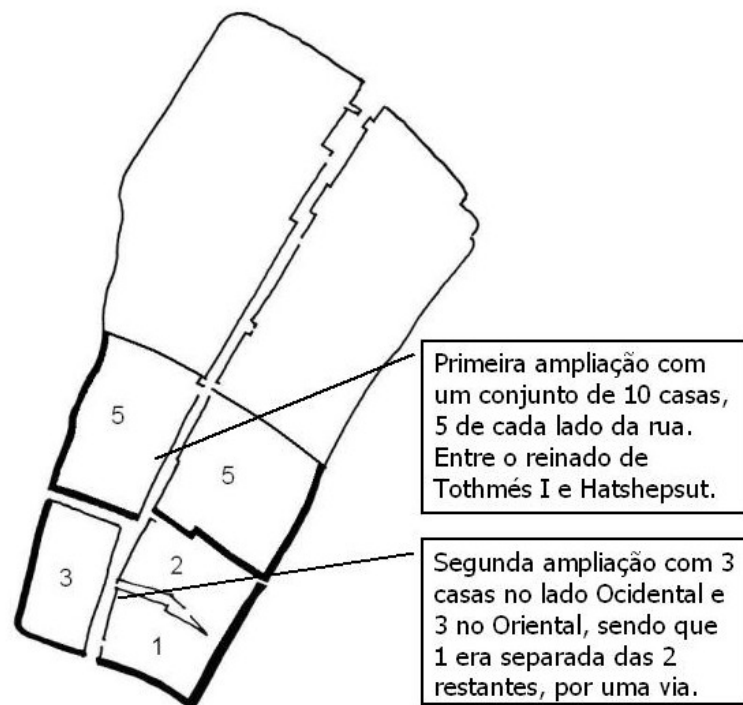 5
5
3
2
1
Primeira ampliação com
um conjunto de 10 casas,
5 de cada lado da rua.
Entre o reinado de
Tothmés I e Hatshepsut.
Segunda ampliação com 3
casas no lado Ocidental e
3 no Oriental, sendo que
1 era separada das 2
restantes, por uma via.